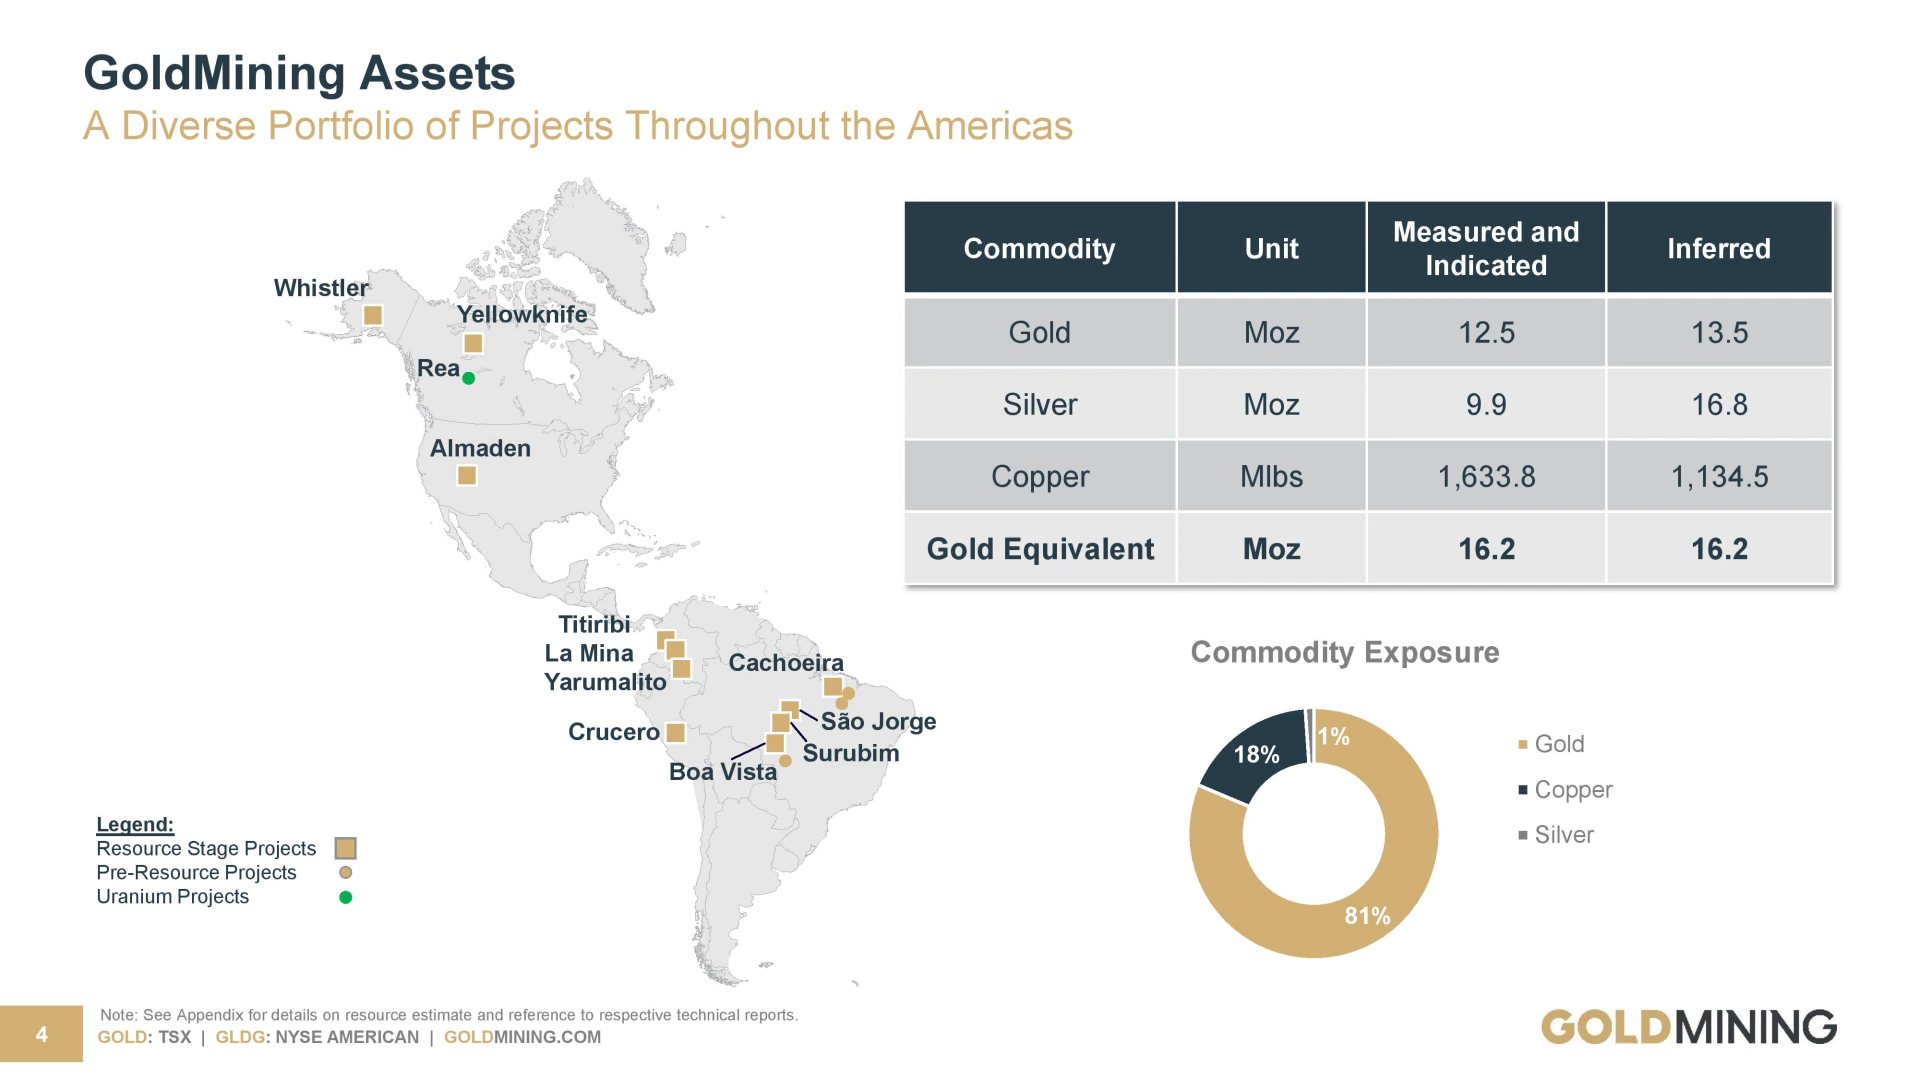 GoldMining Assets
A Diverse Portfolio of Projects Throughout the Americas
Whistler
Yellowknife
Rea
Almaden
Titiribi
La Mina
Yarumalito
Cachoeira
São Jorge
Crucero
Surubim
Boa Vista
Legend:
Resource Stage Projects
Pre-Resource Projects
Uranium Projects
Commodity Unit Measured and Indicated Inferred
Gold Moz 12.5 13.5
Silver Moz 9.9 16.8
Copper Mlbs 1,633.8 1,134.5
Gold Equivalent Moz 16.2 16.2
Commodity Exposure
1%
18%
81%
Gold
Copper
Silver
4
Note: See Appendix for details on resource estimate and reference to respective technical reports.
GOLD: TSX | GLDG: NYSE AMERICAN | GOLDMINING.COM
GOLDMINING